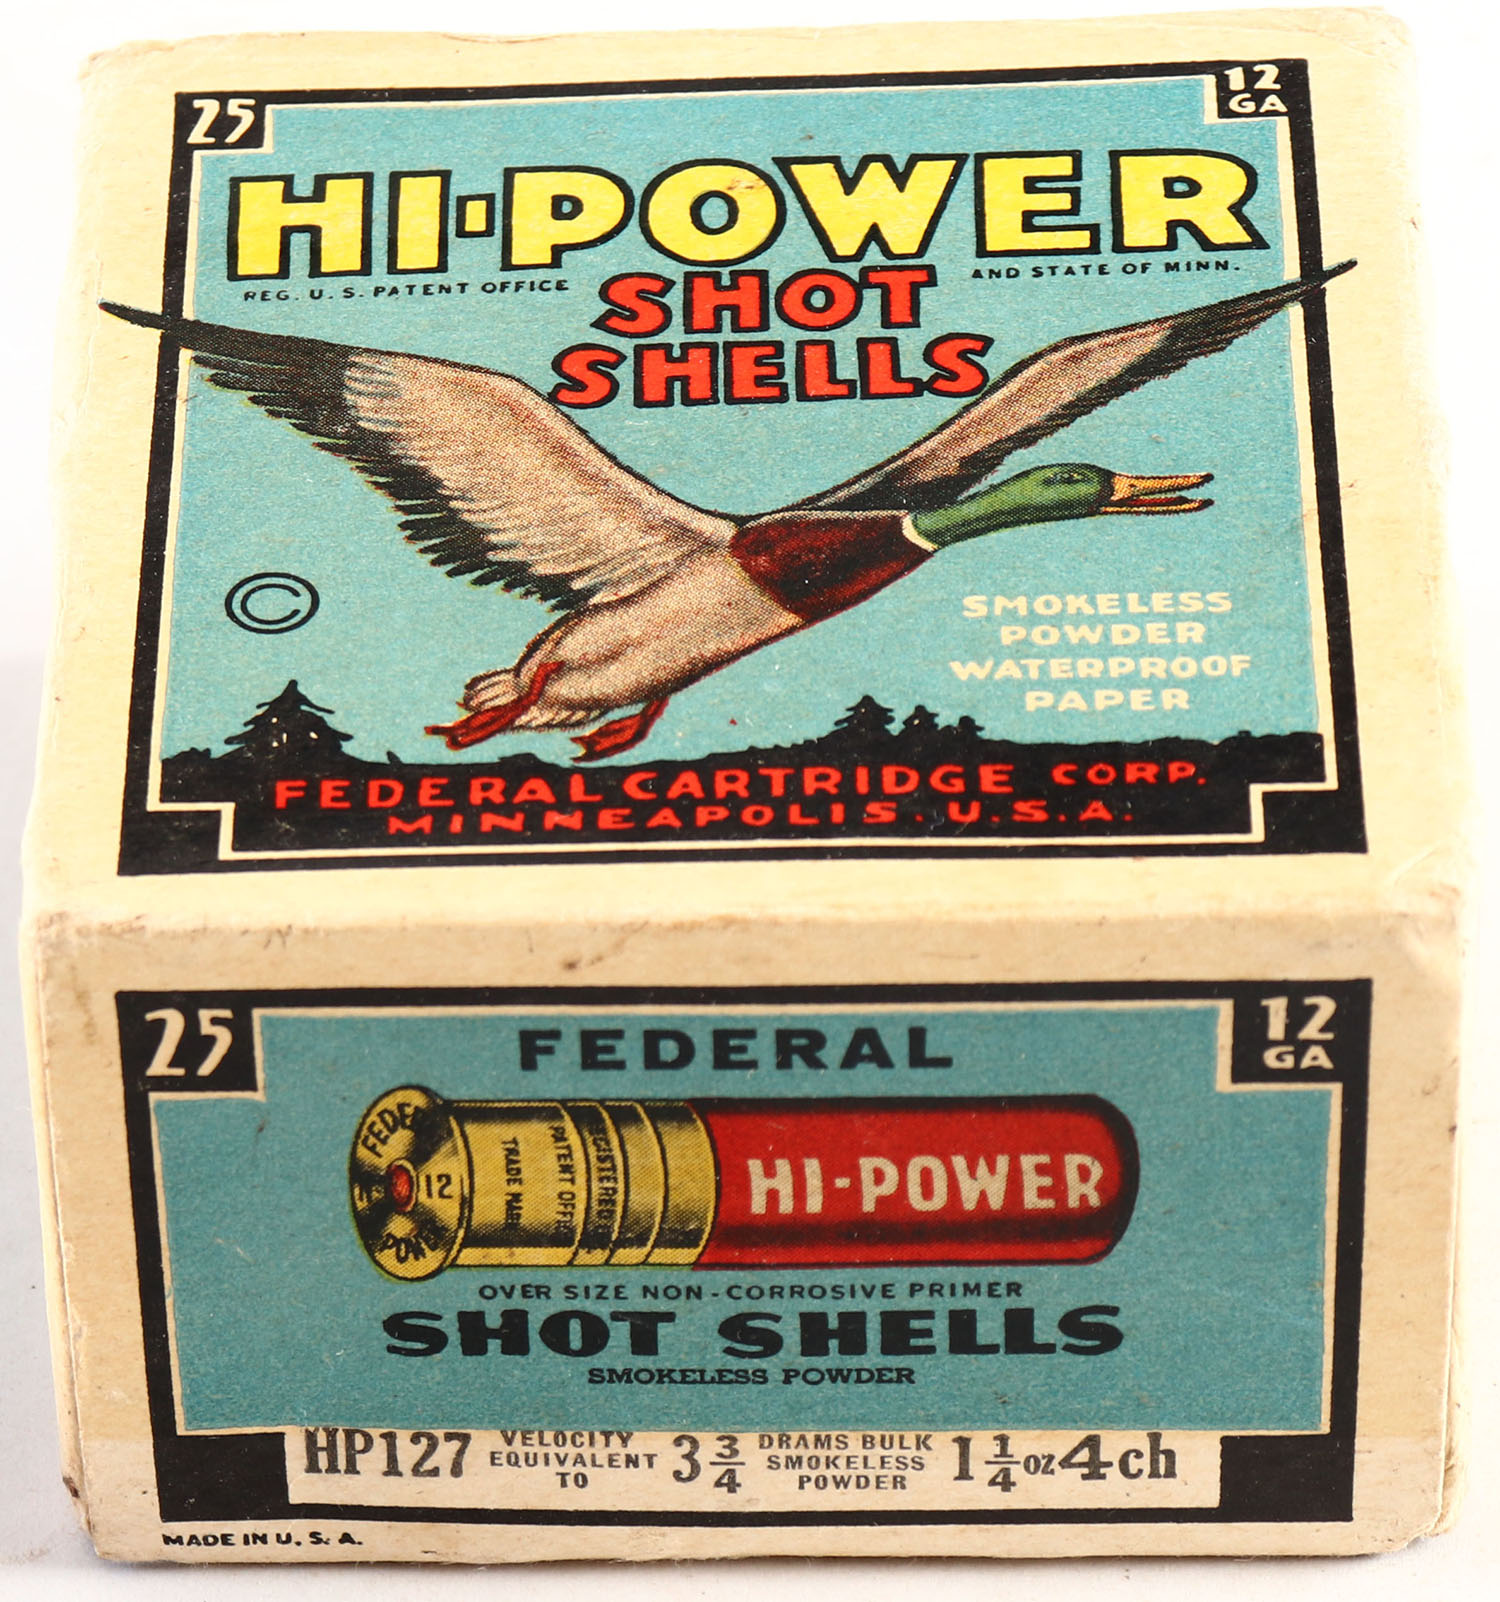 25
12
GA
HI-POWER
REG. U. S. PATENT OFFICE
AND STATE OF MINN.
SHOT
SHELLS
©
SMOKELESS
POWDER
WATERPROOF
PAPER
FEDERAL CARTRIDGE CORP.
MINNEAPOLIS. U.S.A.
25
12
GA
FEDERAL
12
TRADE MARK
PATENT OFFIC
HI-POWER
OVER SIZE NON-CORROSIVE PRIMER
SHOT SHELLS
SMOKELESS POWDER
HP127 VELOCITY EQUIVALENT TO 3 3/4 DRAMS BULK SMOKELESS POWDER 1 1/4 oz 4 ch
MADE IN U. S. A.